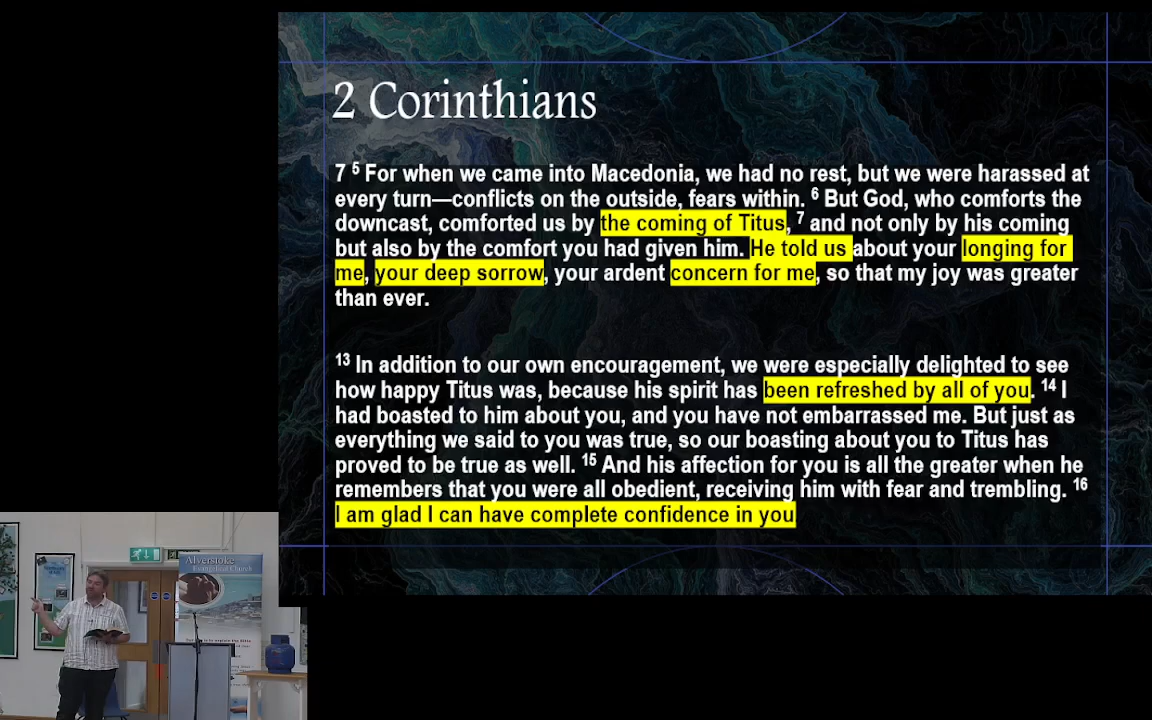 2 Corinthians
7 5 For when we came into Macedonia, we had no rest, but we were harassed at
every turn—conflicts on the outside, fears within. 6 But God, who comforts the
downcast, comforted us by the coming of Titus, 7 and not only by his coming
but also by the comfort you had given him. He told us about your longing for
me, your deep sorrow, your ardent concern for me, so that my joy was greater
than ever.
13 In addition to our own encouragement, we were especially delighted to see
how happy Titus was, because his spirit has been refreshed by all of you. 14 I
had boasted to him about you, and you have not embarrassed me. But just as
everything we said to you was true, so our boasting about you to Titus has
proved to be true as well. 15 And his affection for you is all the greater when he
remembers that you were all obedient, receiving him with fear and trembling. 16
I am glad I can have complete confidence in you
Alverstoke
Evangelical Church